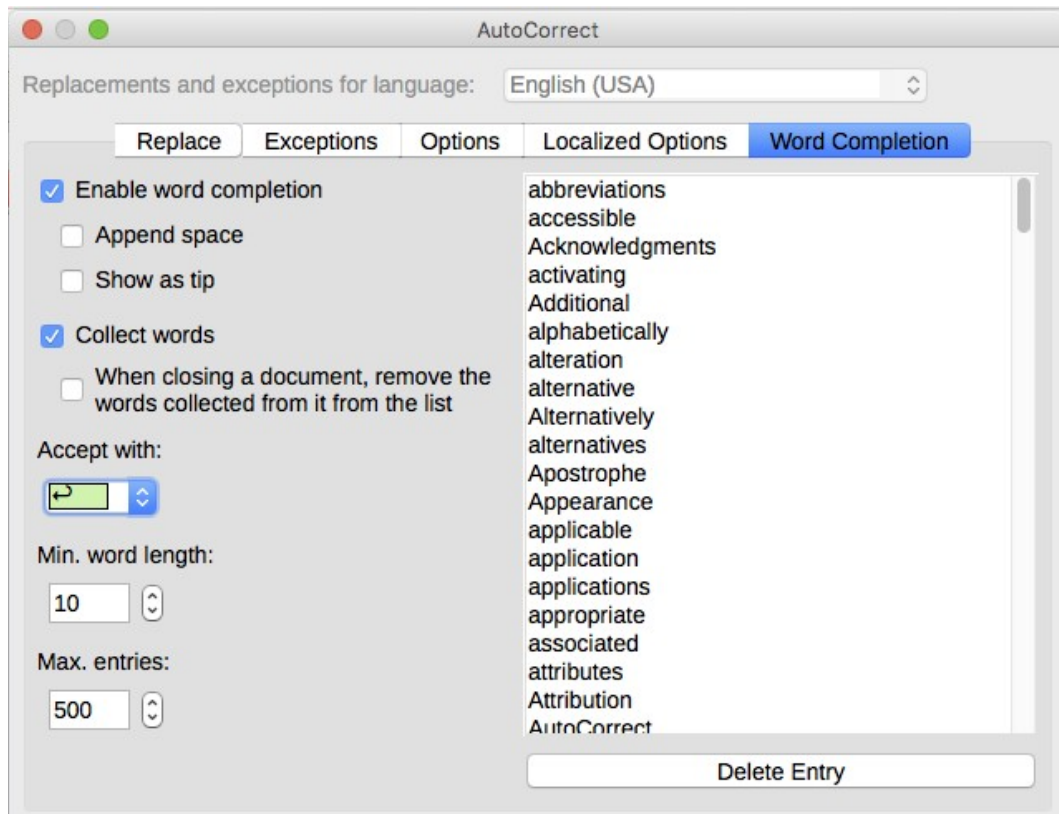 AutoCorrect
Replacements and exceptions for language: English (USA)
Replace Exceptions Options Localized Options Word Completion
Enable word completion
Append space
Show as tip
Collect words
When closing a document, remove the
words collected from it from the list
Accept with:
Min. word length:
10
Max. entries:
500
abbreviations
accessible
Acknowledgments
activating
Additional
alphabetically
alteration
alternative
Alternatively
alternatives
Apostrophe
Appearance
applicable
application
applications
appropriate
associated
attributes
Attribution
AutoCorrect
Delete Entry